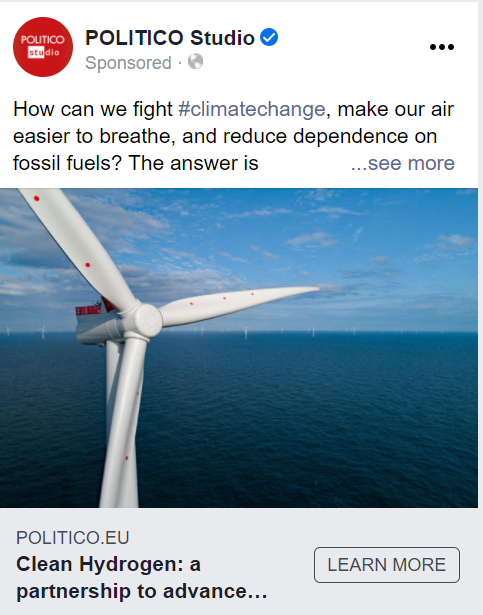 POLITICO
studio
POLITICO Studio
Sponsored ·
How can we fight #climatechange, make our air
easier to breathe, and reduce dependence on
fossil fuels? The answer is ...see more
POLITICO.EU
Clean Hydrogen: a
partnership to advance...
LEARN MORE